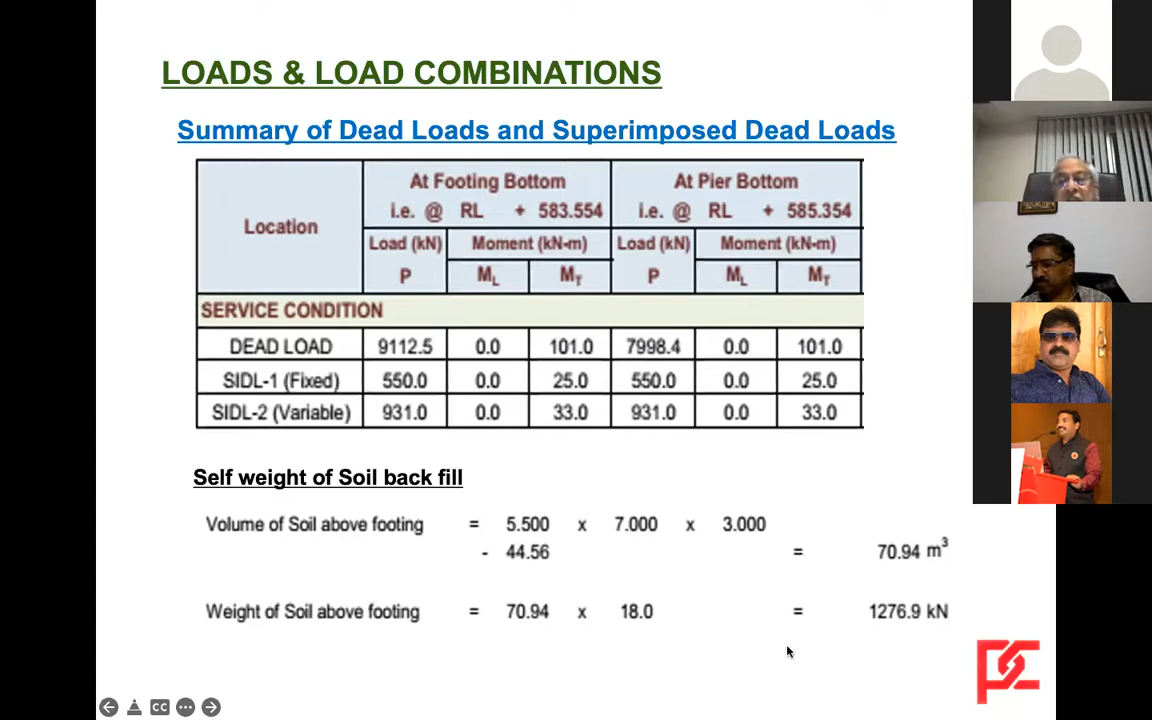 LOADS & LOAD COMBINATIONS
Summary of Dead Loads and Superimposed Dead Loads
Location
At Footing Bottom
At Pier Bottom
i.e. @ RL + 583.554
i.e. @ RL + 585.354
Load (kN) Moment (kN-m) Load (kN) Moment (kN-m)
P ML MT P ML MT
SERVICE CONDITION
DEAD LOAD 9112.5 0.0 101.0 7998.4 0.0 101.0
SIDL-1 (Fixed) 550.0 0.0 25.0 550.0 0.0 25.0
SIDL-2 (Variable) 931.0 0.0 33.0 931.0 0.0 33.0
Self weight of Soil back fill
Volume of Soil above footing = 5.500 x 7.000 x 3.000
- 44.56 = 70.94 m3
Weight of Soil above footing = 70.94 x 18.0 = 1276.9 kN
CC